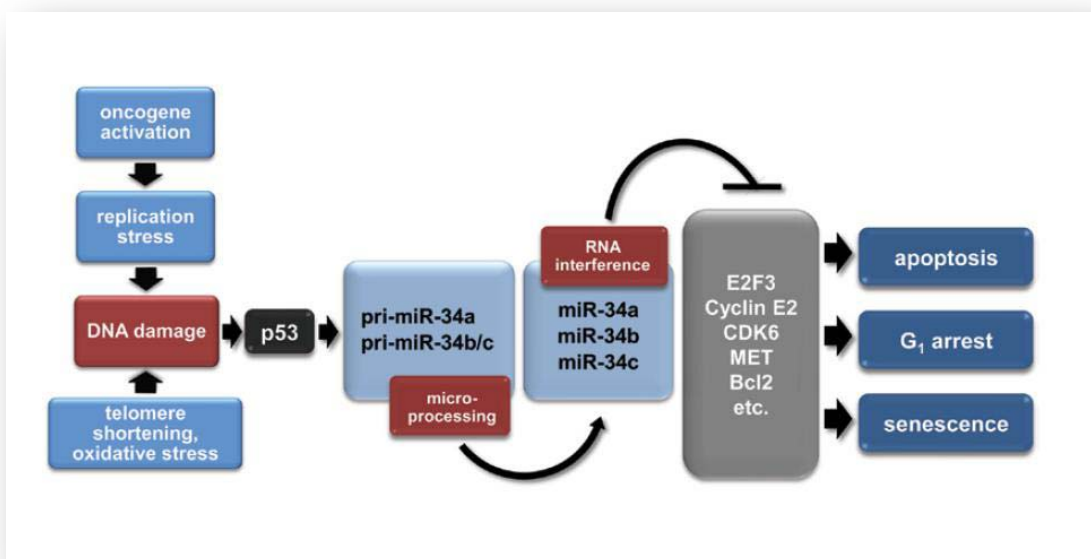 oncogene
activation
replication
stress
DNA damage
telomere
shortening,
oxidative stress
p53
pri-miR-34a
pri-miR-34b/c
micro-
processing
RNA
interference
miR-34a
miR-34b
miR-34c
E2F3
Cyclin E2
CDK6
MET
Bcl2
etc.
apoptosis
G₁ arrest
senescence